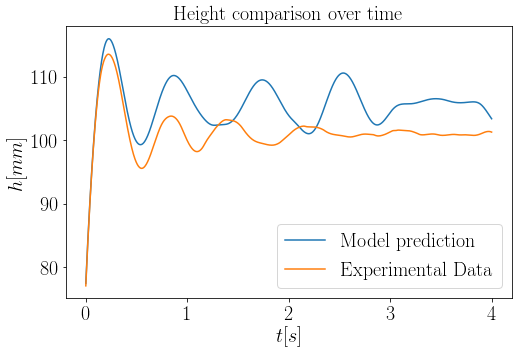 Height comparison over time
h[mm]
110
100
90
80
Model prediction
Experimental Data
0 1 2 3 4
t[s]